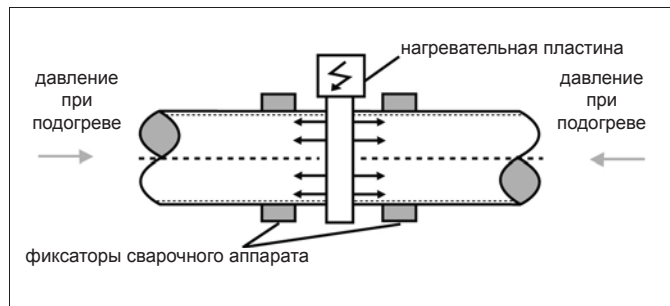 нагревательная пластина
давление
при
подогреве
давление
при
подогреве
фиксаторы сварочного аппарата